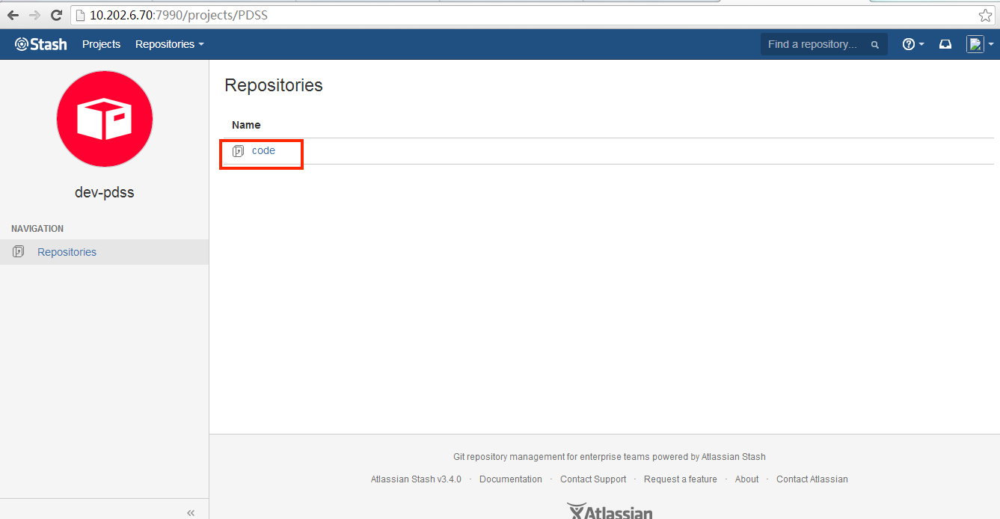 10.202.6.70:7990/projects/PDSS
Stash Projects Repositories Find a repository...
dev-pdss
NAVIGATION
Repositories
Repositories
Name
code
Git repository management for enterprise teams powered by Atlassian Stash
Atlassian Stash v3.4.0 · Documentation · Contact Support · Request a feature · About · Contact Atlassian
Atlassian